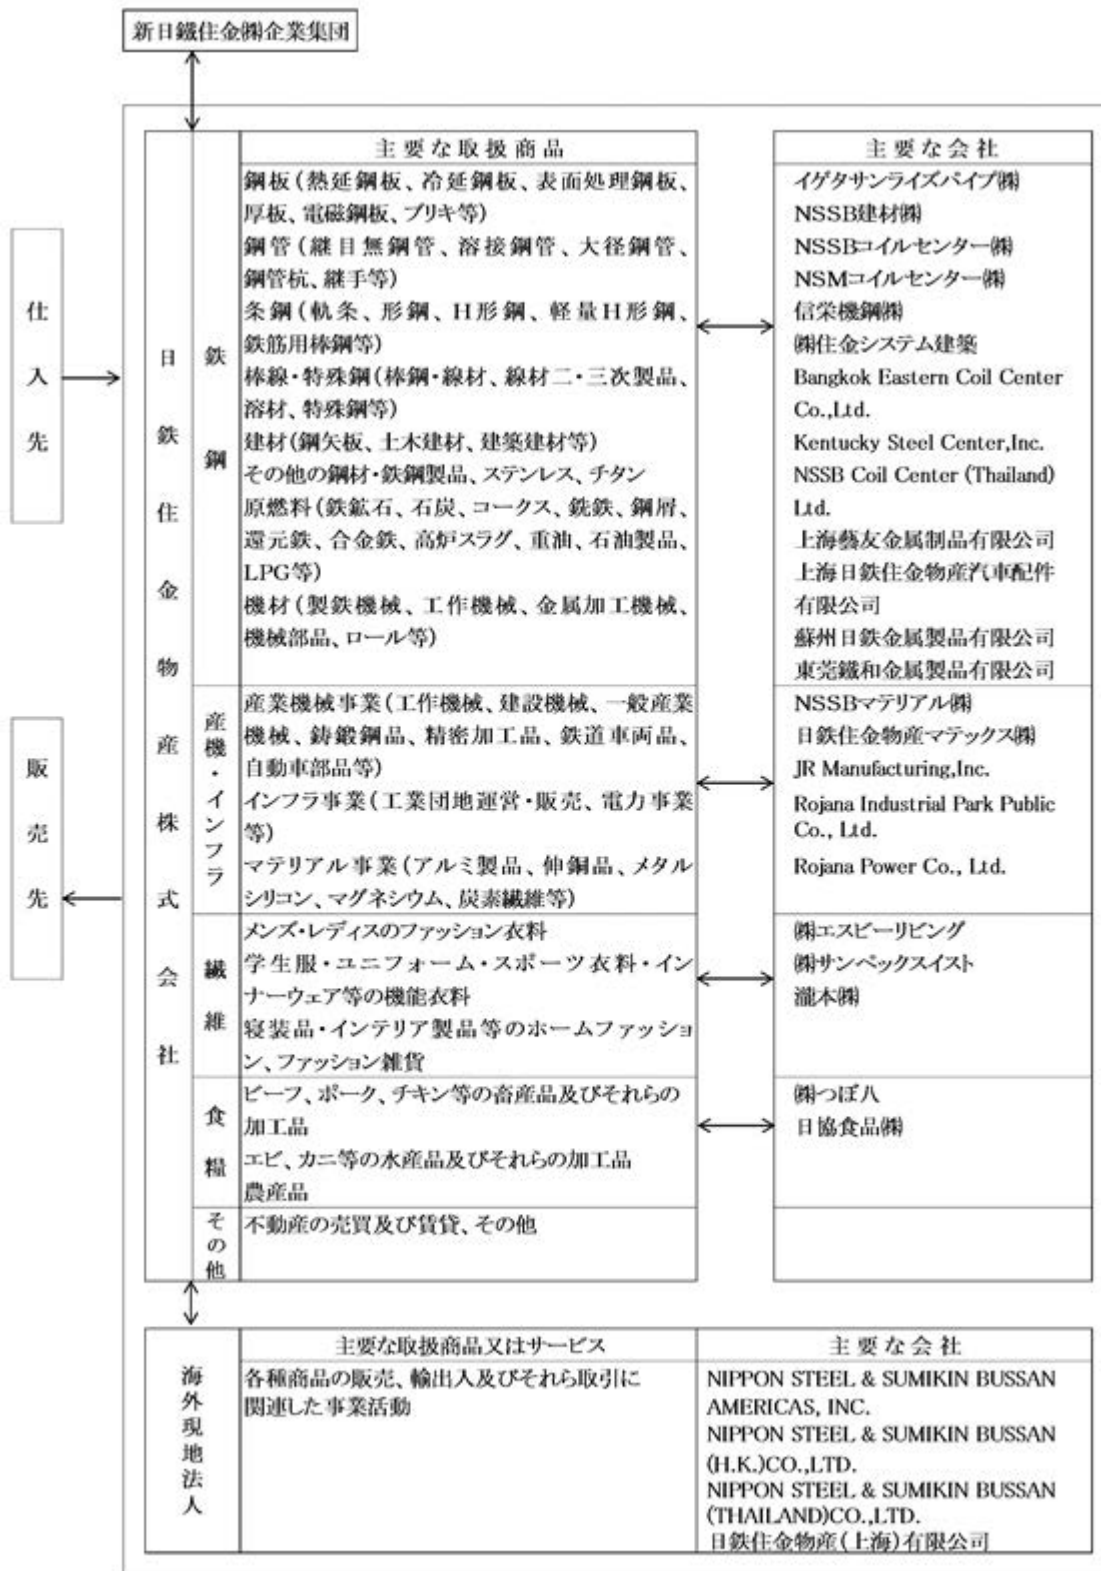 新日鐵住金㈱企業集団
仕入先
販売先
日鉄住金物産株式会社
鉄鋼
主要な取扱商品
鋼板(熱延鋼板、冷延鋼板、表面処理鋼板、
厚板、電磁鋼板、ブリキ等)
鋼管(継目無鋼管、溶接鋼管、大径鋼管、
鋼管杭、継手等)
条鋼(軌条、形鋼、H形鋼、軽量H形鋼、
鉄筋用棒鋼等)
棒線・特殊鋼(棒鋼・線材、線材二・三次製品、
溶材、特殊鋼等)
建材(鋼矢板、土木建材、建築建材等)
その他の鋼材・鉄鋼製品、ステンレス、チタン
原燃料(鉄鉱石、石炭、コークス、銑鉄、鋼屑、
還元鉄、合金鉄、高炉スラグ、重油、石油製品、
LPG等)
機材(製鉄機械、工作機械、金属加工機械、
機械部品、ロール等)
主要な会社
イゲタサンライズパイプ㈱
NSSB建材㈱
NSSBコイルセンター㈱
NSMコイルセンター㈱
信栄機鋼㈱
㈱住金システム建築
Bangkok Eastern Coil Center
Co.,Ltd.
Kentucky Steel Center,Inc.
NSSB Coil Center (Thailand)
Ltd.
上海藝友金属制品有限公司
上海日鉄住金物産汽車配件
有限公司
蘇州日鉄金属製品有限公司
東莞鐵和金属製品有限公司
産機・インフラ
産業機械事業(工作機械、建設機械、一般産業
機械、鋳鍛鋼品、精密加工品、鉄道車両品、
自動車部品等)
インフラ事業(工業団地運営・販売、電力事業
等)
マテリアル事業(アルミ製品、伸銅品、メタル
シリコン、マグネシウム、炭素繊維等)
NSSBマテリアル㈱
日鉄住金物産マテックス㈱
JR Manufacturing,Inc.
Rojana Industrial Park Public
Co., Ltd.
Rojana Power Co., Ltd.
繊維
メンズ・レディスのファッション衣料
学生服・ユニフォーム・スポーツ衣料・イン
ナーウェア等の機能衣料
寝装品・インテリア製品等のホームファッショ
ン、ファッション雑貨
㈱エスビーリビング
㈱サンペックスイスト
瀧本㈱
食糧
ビーフ、ポーク、チキン等の畜産品及びそれらの
加工品
エビ、カニ等の水産品及びそれらの加工品
農産品
㈱つぼ八
日協食品㈱
その他
不動産の売買及び賃貸、その他
海外現地法人
主要な取扱商品又はサービス
各種商品の販売、輸出入及びそれら取引に
関連した事業活動
主要な会社
NIPPON STEEL & SUMIKIN BUSSAN
AMERICAS, INC.
NIPPON STEEL & SUMIKIN BUSSAN
(H.K.)CO.,LTD.
NIPPON STEEL & SUMIKIN BUSSAN
(THAILAND)CO.,LTD.
日鉄住金物産(上海)有限公司